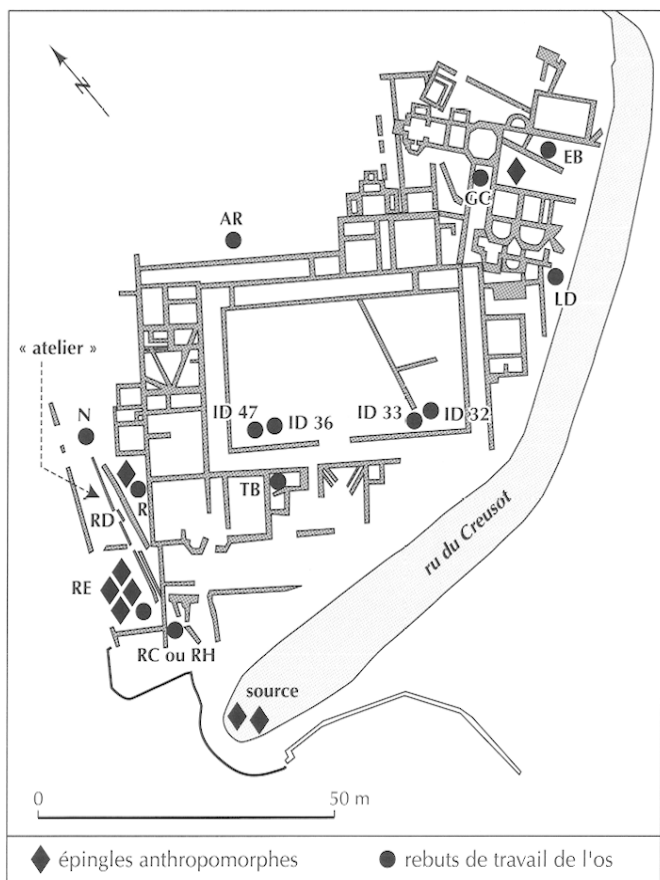 N
EB
GC
AR
LD
« atelier »
N
ID 47
ID 36
ID 33
ID 32
TB
R
RD
ru du Creusot
RE
RC ou RH
source
0
50 m
épingles anthropomorphes
rebuts de travail de l'os